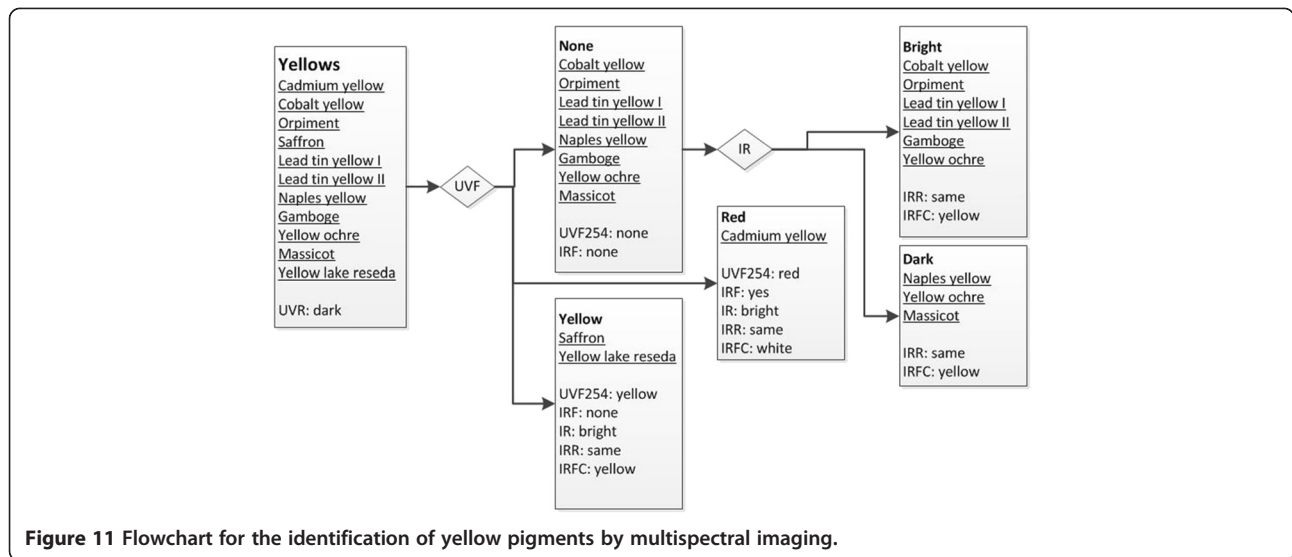 Yellows
Cadmium yellow
Cobalt yellow
Orpiment
Saffron
Lead tin yellow I
Lead tin yellow II
Naples yellow
Gamboge
Yellow ochre
Massicot
Yellow lake reseda
UVR: dark
UVF
None
Cobalt yellow
Orpiment
Lead tin yellow I
Lead tin yellow II
Naples yellow
Gamboge
Yellow ochre
Massicot
UVF254: none
IRF: none
IR
Bright
Cobalt yellow
Orpiment
Lead tin yellow I
Lead tin yellow II
Gamboge
Yellow ochre
IRR: same
IRFC: yellow
Red
Cadmium yellow
UVF254: red
IRF: yes
IR: bright
IRR: same
IRFC: white
Dark
Naples yellow
Yellow ochre
Massicot
IRR: same
IRFC: yellow
Yellow
Saffron
Yellow lake reseda
UVF254: yellow
IRF: none
IR: bright
IRR: same
IRFC: yellow
Figure 11 Flowchart for the identification of yellow pigments by multispectral imaging.